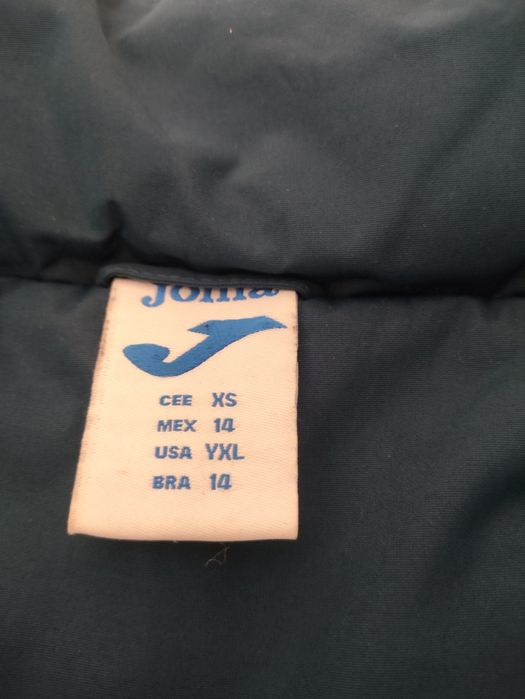 Joma
CEE XS
MEX 14
USA YXL
BRA 14